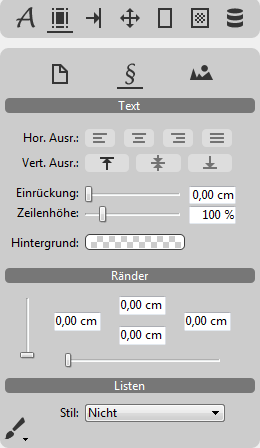 A
§
Text
Hor. Ausr.:
Vert. Ausr.:
Einrückung: 0,00 cm
Zeilenhöhe: 100 %
Hintergrund:
Ränder
0,00 cm
0,00 cm 0,00 cm
0,00 cm
Listen
Stil: Nicht